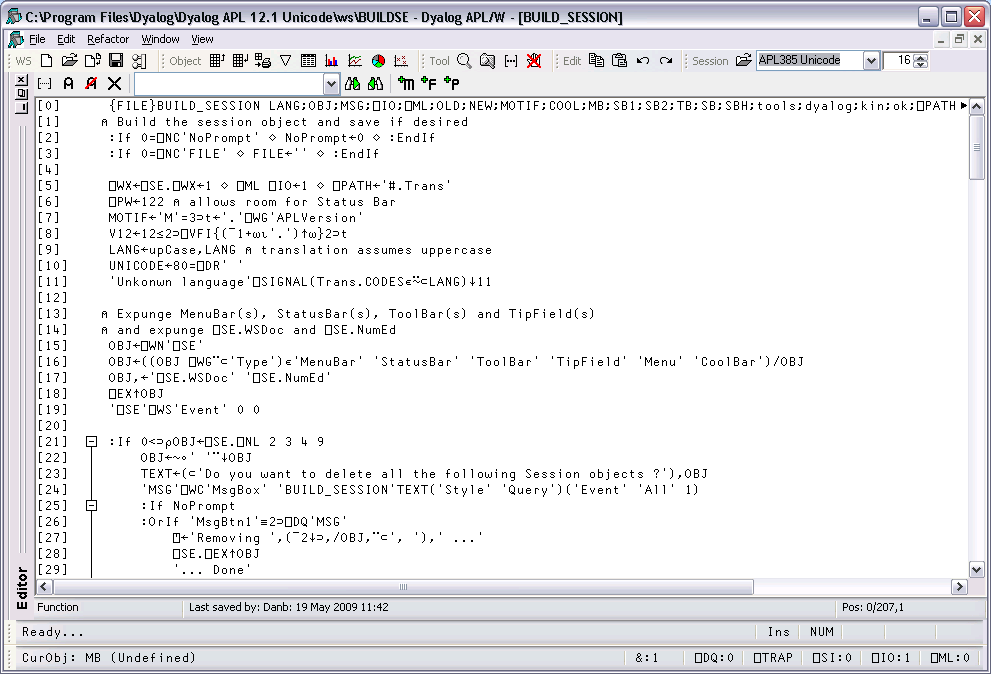 C:\Program Files\Dyalog\Dyalog APL 12.1 Unicode\ws\BUILDSE - Dyalog APL/W - [BUILD_SESSION]
File Edit Refactor Window View
WS Object Tool Edit Session APL385 Unicode 16
[0] {FILE}BUILD_SESSION LANG;OBJ;MSG;⎕IO;⎕ML;OLD;NEW;MOTIF;COOL;MB;SB1;SB2;TB;SB;SBH;tools;dyalog;kin;ok;⎕PATH
[1] ⍝ Build the session object and save if desired
[2] :If 0=⎕NC'NoPrompt' ⋄ NoPrompt←0 ⋄ :EndIf
[3] :If 0=⎕NC'FILE' ⋄ FILE←'' ⋄ :EndIf
[4]
[5] ⎕WX←⎕SE.⎕WX←1 ⋄ ⎕ML ⎕IO←1 ⋄ ⎕PATH←'#.Trans'
[6] ⎕PW←122 ⍝ allows room for Status Bar
[7] MOTIF←'M'=3⊃t←'.'⎕WG'APLVersion'
[8] V12←12≤2⊃⎕VFI{(¯1+⍵⍳'.')↑⍵}2⊃t
[9] LANG←upCase,LANG ⍝ translation assumes uppercase
[10] UNICODE←80=⎕DR' '
[11] 'Unkonwn language'⎕SIGNAL(Trans.CODES∊⍨⊂LANG)↓11
[12]
[13] ⍝ Expunge MenuBar(s), StatusBar(s), ToolBar(s) and TipField(s)
[14] ⍝ and expunge ⎕SE.WSDoc and ⎕SE.NumEd
[15] OBJ←⎕WN'⎕SE'
[16] OBJ←((OBJ ⎕WG¨⊂'Type')∊'MenuBar' 'StatusBar' 'ToolBar' 'TipField' 'Menu' 'CoolBar')/OBJ
[17] OBJ,←'⎕SE.WSDoc' '⎕SE.NumEd'
[18] ⎕EX↑OBJ
[19] '⎕SE'⎕WS'Event' 0 0
[20]
[21] :If 0<⊃⍴OBJ←⎕SE.⎕NL 2 3 4 9
[22] OBJ←~∘' '¨↓OBJ
[23] TEXT←(⊂'Do you want to delete all the following Session objects ?'),OBJ
[24] 'MSG'⎕WC'MsgBox' 'BUILD_SESSION'TEXT('Style' 'Query')('Event' 'All' 1)
[25] :If NoPrompt
[26] :OrIf 'MsgBtn1'≡2⊃⎕DQ'MSG'
[27] ⍞←'Removing ',(¯2↓⊃,/OBJ,¨⊂', '),' ...'
[28] ⎕SE.⎕EX↑OBJ
[29] '... Done'
Editor
Function Last saved by: Danb: 19 May 2009 11:42 Pos: 0/207,1
Ready... Ins NUM
CurObj: MB (Undefined) &:1 ⎕DQ:0 ⎕TRAP ⎕SI:0 ⎕IO:1 ⎕ML:0